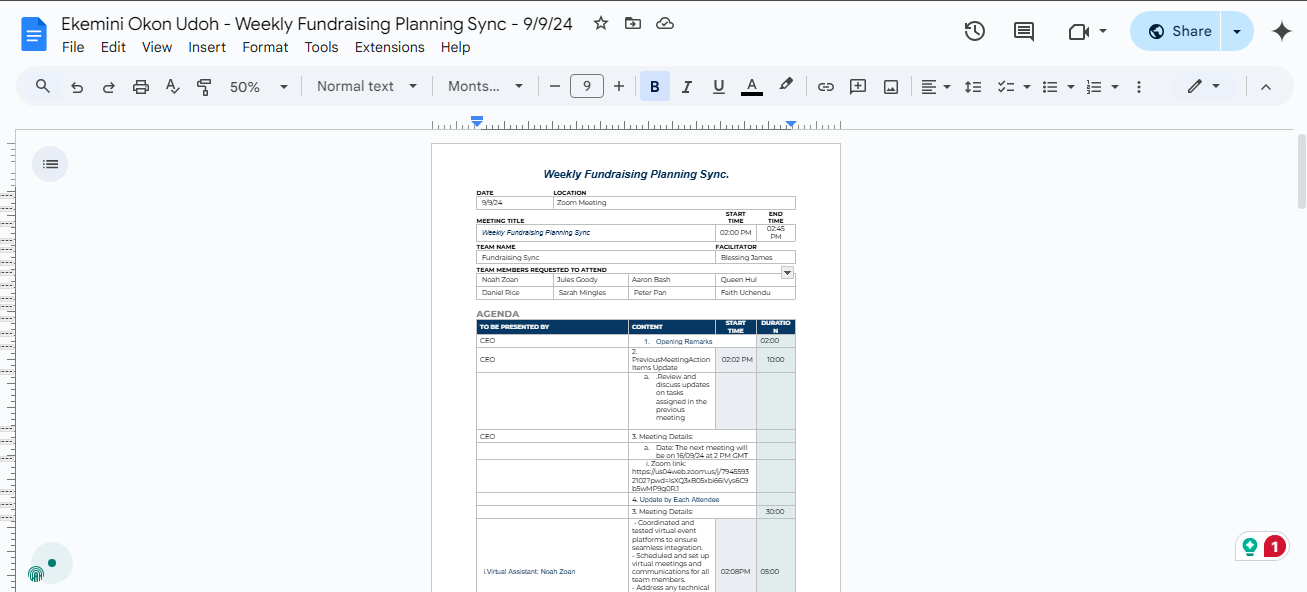 Ekemini Okon Udoh - Weekly Fundraising Planning Sync - 9/9/24
File Edit View Insert Format Tools Extensions Help
Share
50% Normal text Monts... 9 B I U A
Weekly Fundraising Planning Sync.
DATE LOCATION
9/9/24 Zoom Meeting
MEETING TITLE START TIME END TIME
Weekly Fundraising Planning Sync 02:00 PM 02:45 PM
TEAM NAME FACILITATOR
Fundraising Sync Blessing James
TEAM MEMBERS REQUESTED TO ATTEND
Noah Zoan Jules Goody Aaron Bash Queen Hul
Daniel Rice Sarah Mingles Peter Pan Faith Uchendu
AGENDA
TO BE PRESENTED BY CONTENT START TIME DURATION
CEO 1. Opening Remarks 02:00
CEO 2. PreviousMeetingAction Items Update 02:02 PM 10:00
a. .Review and
discuss updates
on tasks
assigned in the
previous
meeting
CEO 3. Meeting Details:
a. Date: The next meeting will
be on 16/09/24 at 2 PM GMT
i. Zoom link:
https://us04web.zoom.us/j/7945593
4. Update by Each Attendee
3. Meeting Details: 30:00
- Coordinated and
tested virtual event
platforms to ensure
seamless integration.
- Scheduled and set up
virtual meetings and
communications for all
team members.
- Address any technical
i.Virtual Assistant: Noah Zoan 02:08PM 05:00
1